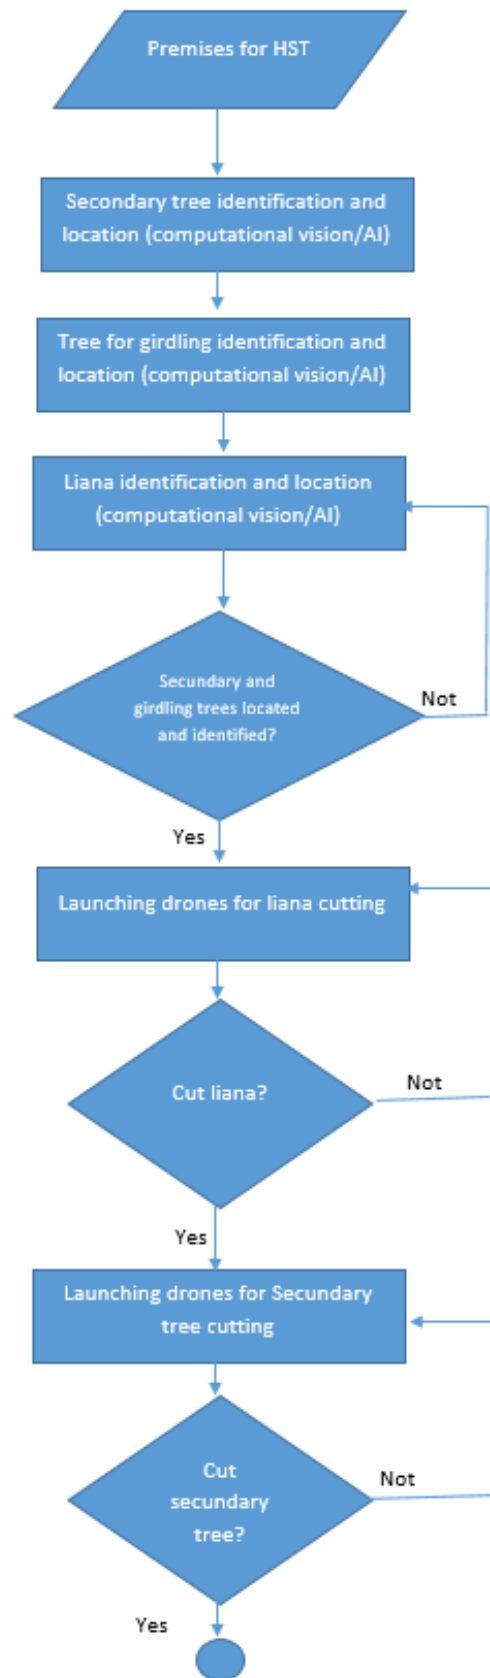 Premises for HST
Secondary tree identification and
location (computational vision/AI)
Tree for girdling identification and
location (computational vision/AI)
Liana identification and location
(computational vision/AI)
Secundary and
girdling trees located
and identified?
Not
Yes
Launching drones for liana cutting
Cut liana?
Not
Yes
Launching drones for Secundary
tree cutting
Cut
secundary
tree?
Not
Yes